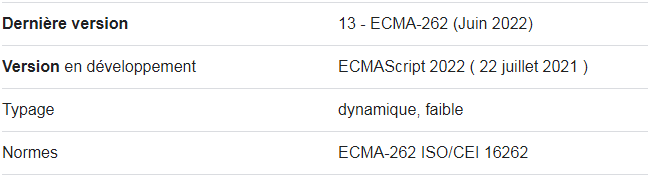 Dernière version 13 - ECMA-262 (Juin 2022)
Version en développement ECMAScript 2022 ( 22 juillet 2021 )
Typage dynamique, faible
Normes ECMA-262 ISO/CEI 16262